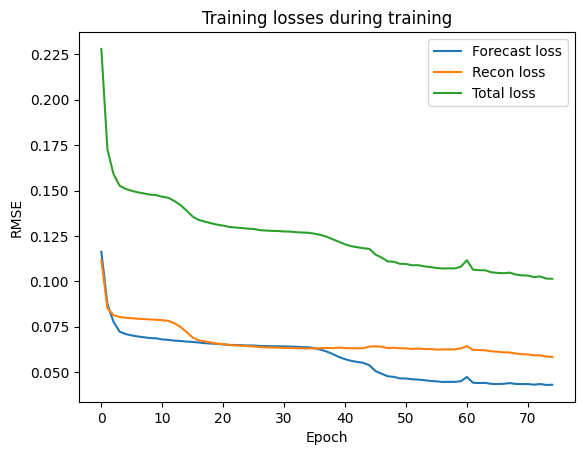 Training losses during training
Forecast loss
Recon loss
Total loss
0.225
0.200
0.175
0.150
0.125
0.100
0.075
0.050
RMSE
0 10 20 30 40 50 60 70
Epoch